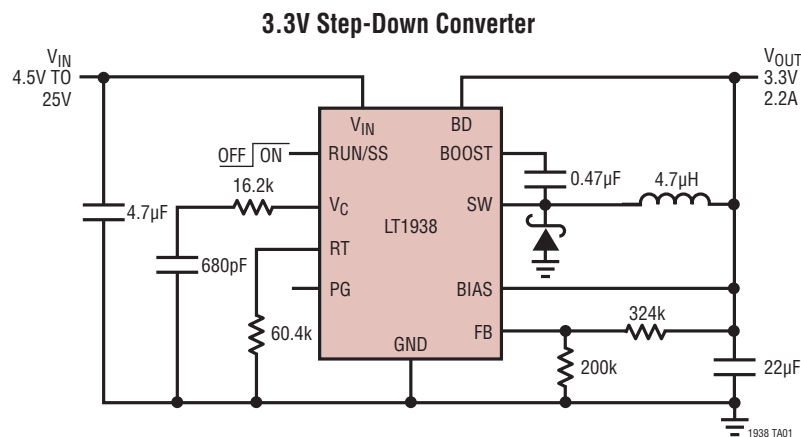 3.3V Step-Down Converter
VIN
4.5V TO
25V
VOUT
3.3V
2.2A
VIN
BD
OFF ON
RUN/SS
BOOST
16.2k
0.47µF
4.7µH
4.7µF
VC
SW
LT1938
RT
680pF
PG
BIAS
324k
60.4k
FB
GND
200k
22µF
1938 TA01